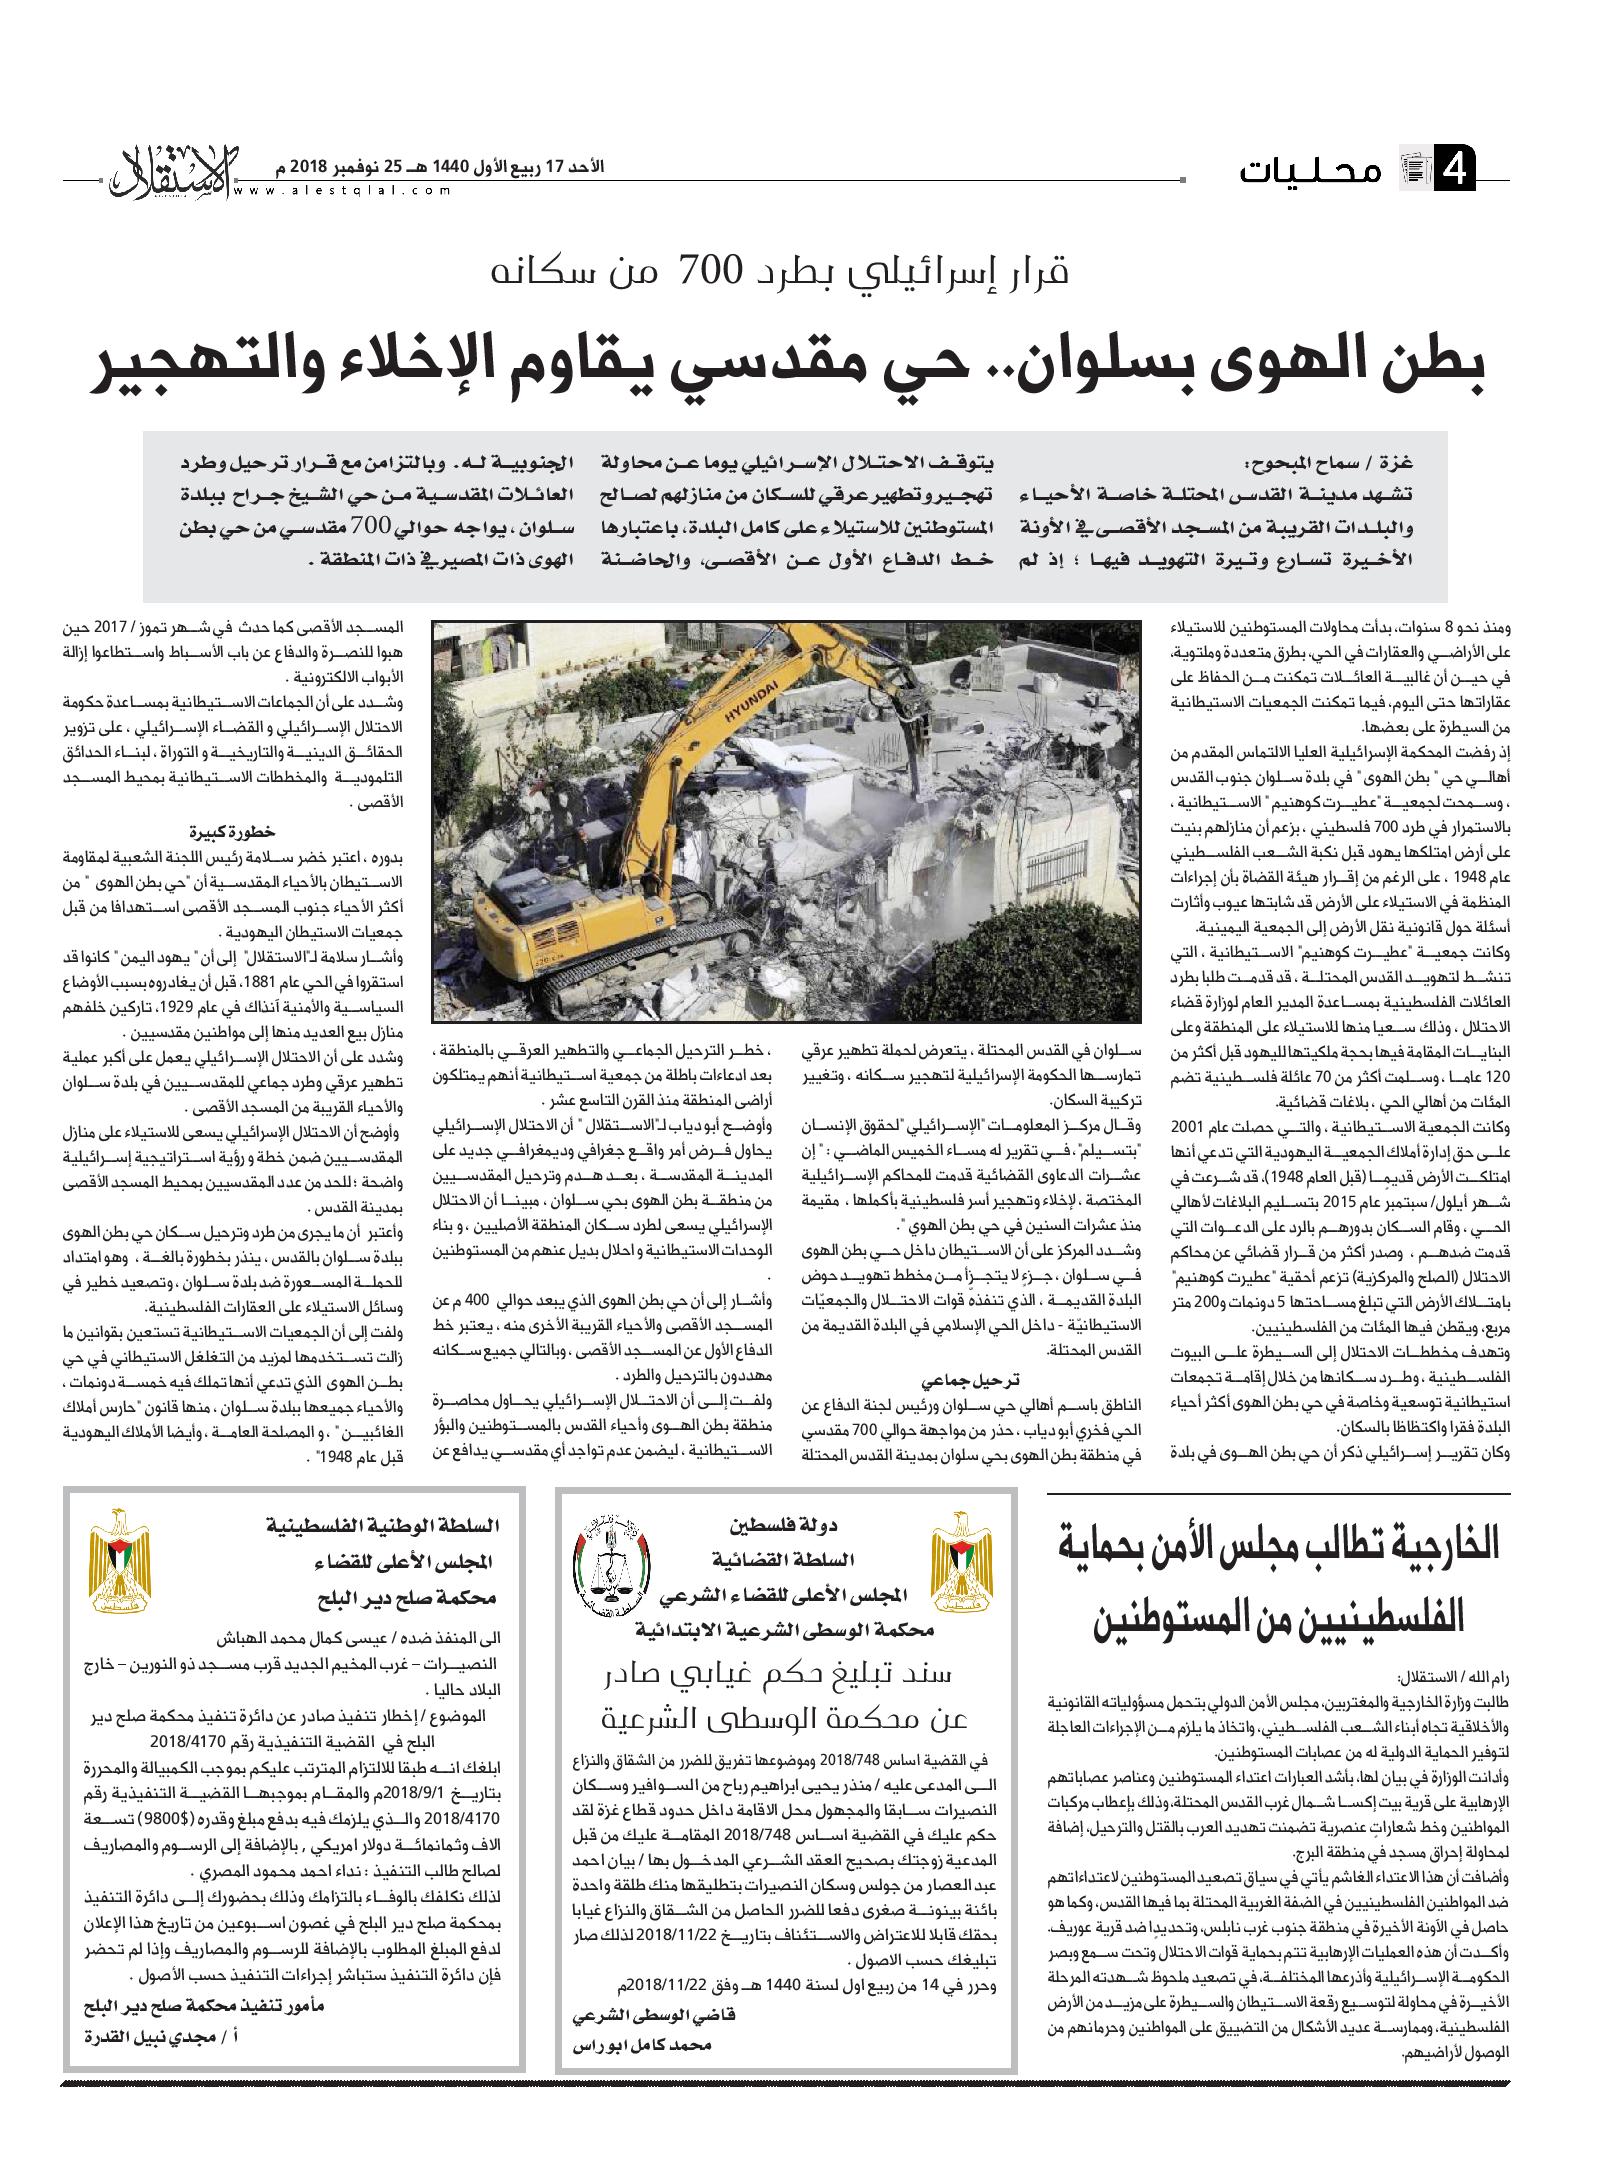 4 محليات
الأحد 17 ربيع الأول 1440 هـ 25 نوفمبر 2018 م
www.alestqlal.com
الاستقلال
قرار إسرائيلي بطرد 700 من سكانه
بطن الهوى بسلوان.. حي مقدسي يقاوم الإخلاء والتهجير
غزة / سماح المبحوح:
تشهد مدينة القدس المحتلة خاصة الأحياء
والبلدات القريبة من المسجد الأقصى في الأونة
الأخيرة تسارع وتيرة التهويد فيها ؛ إذ لم
يتوقف الاحتلال الإسرائيلي يوما عن محاولة
تهجير وتطهير عرقي للسكان من منازلهم لصالح
المستوطنين للاستيلاء على كامل البلدة، باعتبارها
خط الدفاع الأول عن الأقصى، والحاضنة
الجنوبية له. وبالتزامن مع قرار ترحيل وطرد
العائلات المقدسية من حي الشيخ جراح ببلدة
سلوان ، يواجه حوالي 700 مقدسي من حي بطن
الهوى ذات المصير في ذات المنطقة .
ومنذ نحو 8 سنوات، بدأت محاولات المستوطنين للاستيلاء
على الأراضي والعقارات في الحي، بطرق متعددة وملتوية،
في حين أن غالبية العائلات تمكنت من الحفاظ على
عقاراتها حتى اليوم، فيما تمكنت الجمعيات الاستيطانية
من السيطرة على بعضها.
إذ رفضت المحكمة الإسرائيلية العليا الالتماس المقدم من
أهالي حي " بطن الهوى " في بلدة سلوان جنوب القدس
، وسمحت لجمعية "عطيرت كوهنيم" الاستيطانية ،
بالاستمرار في طرد 700 فلسطيني ، بزعم أن منازلهم بنيت
على أرض امتلكها يهود قبل نكبة الشعب الفلسطيني
عام 1948 ، على الرغم من إقرار هيئة القضاة بأن إجراءات
المنظمة في الاستيلاء على الأرض قد شابتها عيوب وأثارت
أسئلة حول قانونية نقل الأرض إلى الجمعية اليمينية.
وكانت جمعية "عطيرت كوهنيم" الاستيطانية ، التي
تنشط لتهويد القدس المحتلة ، قد قدمت طلبا بطرد
العائلات الفلسطينية بمساعدة المدير العام لوزارة قضاء
الاحتلال ، وذلك سعيا منها للاستيلاء على المنطقة وعلى
البنايات المقامة فيها بحجة ملكيتها لليهود قبل أكثر من
120 عاما ، وسلمت أكثر من 70 عائلة فلسطينية تضم
المئات من أهالي الحي ، بلاغات قضائية.
وكانت الجمعية الاستيطانية ، والتي حصلت عام 2001
على حق إدارة أملاك الجمعية اليهودية التي تدعي أنها
امتلكت الأرض قديمٍا (قبل العام 1948)، قد شرعت في
شهر أيلول/ سبتمبر عام 2015 بتسليم البلاغات لأهالي
الحي ، وقام السكان بدورهم بالرد على الدعوات التي
قدمت ضدهم ، وصدر أكثر من قرار قضائي عن محاكم
الاحتلال (الصلح والمركزية) تزعم أحقية "عطيرت كوهنيم"
بامتلاك الأرض التي تبلغ مساحتها 5 دونمات و200 متر
مربع، ويقطن فيها المئات من الفلسطينيين.
وتهدف مخططات الاحتلال إلى السيطرة على البيوت
الفلسطينية ، وطرد سكانها من خلال إقامة تجمعات
استيطانية توسعية وخاصة في حي بطن الهوى أكثر أحياء
البلدة فقرا واكتظاظا بالسكان.
وكان تقرير إسرائيلي ذكر أن حي بطن الهوى في بلدة
HYUNDAI
سلوان في القدس المحتلة ، يتعرض لحملة تطهير عرقي
تمارسها الحكومة الإسرائيلية لتهجير سكانه ، وتغيير
تركيبة السكان.
وقال مركز المعلومات "الإسرائيلي "لحقوق الإنسان
"بتسيلم"، في تقرير له مساء الخميس الماضي : " إن
عشرات الدعاوى القضائية قدمت للمحاكم الإسرائيلية
المختصة ، لإخلاء وتهجير أسر فلسطينية بأكملها ، مقيمة
منذ عشرات السنين في حي بطن الهوي ".
وشدد المركز على أن الاستيطان داخل حي بطن الهوى
في سلوان ، جزء لا يتجزأ من مخطط تهويد حوض
البلدة القديمة ، الذي تنفذه قوات الاحتلال والجمعيّات
الاستيطانيّة - داخل الحي الإسلامي في البلدة القديمة من
القدس المحتلة.
ترحيل جماعي
الناطق باسم أهالي حي سلوان ورئيس لجنة الدفاع عن
الحي فخري أبو دياب ، حذر من مواجهة حوالي 700 مقدسي
في منطقة بطن الهوى بحي سلوان بمدينة القدس المحتلة
، خطر الترحيل الجماعي والتطهير العرقي بالمنطقة ،
بعد ادعاءات باطلة من جمعية استيطانية أنهم يمتلكون
أراضى المنطقة منذ القرن التاسع عشر .
وأوضح أبو دياب لـ"الاستقلال " أن الاحتلال الإسرائيلي
يحاول فرض أمر واقع جغرافي وديمغرافي جديد على
المدينة المقدسة ، بعد هدم وترحيل المقدسيين
من منطقة بطن الهوى بحي سلوان ، مبينا أن الاحتلال
الإسرائيلي يسعى لطرد سكان المنطقة الأصليين ، و بناء
الوحدات الاستيطانية و احلال بديل عنهم من المستوطنين
.
وأشار إلى أن حي بطن الهوى الذي يبعد حوالي 400 م عن
المسجد الأقصى والأحياء القريبة الأخرى منه ، يعتبر خط
الدفاع الأول عن المسجد الأقصى ، وبالتالي جميع سكانه
مهددون بالترحيل والطرد .
ولفت إلى أن الاحتلال الإسرائيلي يحاول محاصرة
منطقة بطن الهوى وأحياء القدس بالمستوطنين والبؤر
الاستيطانية ، ليضمن عدم تواجد أي مقدسي يدافع عن
المسجد الأقصى كما حدث في شهر تموز / 2017 حين
هبوا للنصرة والدفاع عن باب الأسباط واستطاعوا إزالة
الأبواب الالكترونية .
وشدد على أن الجماعات الاستيطانية بمساعدة حكومة
الاحتلال الإسرائيلي و القضاء الإسرائيلي ، على تزوير
الحقائق الدينية والتاريخية و التوراة ، لبناء الحدائق
التلمودية والمخططات الاستيطانية بمحيط المسجد
الأقصى .
خطورة كبيرة
بدوره ، اعتبر خضر سلامة رئيس اللجنة الشعبية لمقاومة
الاستيطان بالأحياء المقدسية أن "حي بطن الهوى " من
أكثر الأحياء جنوب المسجد الأقصى استهدافا من قبل
جمعيات الاستيطان اليهودية .
وأشار سلامة لـ"الاستقلال" إلى أن" يهود اليمن" كانوا قد
استقروا في الحي عام 1881، قبل أن يغادروه بسبب الأوضاع
السياسية والأمنية آنذاك في عام 1929، تاركين خلفهم
منازل بيع العديد منها إلى مواطنين مقدسيين .
وشدد على أن الاحتلال الإسرائيلي يعمل على أكبر عملية
تطهير عرقي وطرد جماعي للمقدسيين في بلدة سلوان
والأحياء القريبة من المسجد الأقصى .
وأوضح أن الاحتلال الإسرائيلي يسعى للاستيلاء على منازل
المقدسيين ضمن خطة و رؤية استراتيجية إسرائيلية
واضحة ؛ للحد من عدد المقدسيين بمحيط المسجد الأقصى
بمدينة القدس .
وأعتبر أن ما يجرى من طرد وترحيل سكان حي بطن الهوى
ببلدة سلوان بالقدس ، ينذر بخطورة بالغة ، وهو امتداد
للحملة المسعورة ضد بلدة سلوان ، وتصعيد خطير في
وسائل الاستيلاء على العقارات الفلسطينية.
ولفت إلى أن الجمعيات الاستيطانية تستعين بقوانين ما
زالت تستخدمها لمزيد من التغلغل الاستيطاني في حي
بطن الهوى الذي تدعي أنها تملك فيه خمسة دونمات ،
والأحياء جميعها ببلدة سلوان ، منها قانون "حارس أملاك
الغائبين " ، و المصلحة العامة ، وأيضا الأملاك اليهودية
قبل عام 1948" .
الخارجية تطالب مجلس الأمن بحماية
الفلسطينيين من المستوطنين
رام الله / الاستقلال:
طالبت وزارة الخارجية والمغتربين، مجلس الأمن الدولي بتحمل مسؤولياته القانونية
والأخلاقية تجاه أبناء الشعب الفلسطيني، واتخاذ ما يلزم من الإجراءات العاجلة
لتوفير الحماية الدولية له من عصابات المستوطنين.
وأدانت الوزارة في بيان لها، بأشد العبارات اعتداء المستوطنين وعناصر عصاباتهم
الإرهابية على قرية بيت إكسا شمال غرب القدس المحتلة، وذلك بإعطاب مركبات
المواطنين وخط شعاراتٍ عنصرية تضمنت تهديد العرب بالقتل والترحيل، إضافة
لمحاولة إحراق مسجد في منطقة البرج.
وأضافت أن هذا الاعتداء الغاشم يأتي في سياق تصعيد المستوطنين لاعتداءاتهم
ضد المواطنين الفلسطينيين في الضفة الغربية المحتلة بما فيها القدس، وكما هو
حاصل في الآونة الأخيرة في منطقة جنوب غرب نابلس، وتحديداٍ ضد قرية عوريف.
وأكدت أن هذه العمليات الإرهابية تتم بحماية قوات الاحتلال وتحت سمع وبصر
الحكومة الإسرائيلية وأذرعها المختلفة، في تصعيد ملحوظ شهدته المرحلة
الأخيرة في محاولة لتوسيع رقعة الاستيطان والسيطرة على مزيد من الأرض
الفلسطينية، وممارسة عديد الأشكال من التضييق على المواطنين وحرمانهم من
الوصول لأراضيهم.
دولة فلسطين
السلطة القضائية
المجلس الأعلى للقضاء الشرعي
محكمة الوسطى الشرعية الابتدائية
سند تبليغ حكم غيابي صادر
عن محكمة الوسطى الشرعية
في القضية اساس 2018/748 وموضوعها تفريق للضرر من الشقاق والنزاع
الى المدعى عليه / منذر يحيى ابراهيم رباح من السوافير وسكان
النصيرات سابقا والمجهول محل الاقامة داخل حدود قطاع غزة لقد
حكم عليك في القضية اساس 2018/748 المقامة عليك من قبل
المدعية زوجتك بصحيح العقد الشرعي المدخول بها / بيان احمد
عبد العصار من جولس وسكان النصيرات بتطليقها منك طلقة واحدة
بائنة بينونة صغرى دفعا للضرر الحاصل من الشقاق والنزاع غيابا
بحقك قابلا للاعتراض والاستئناف بتاريخ 2018/11/22 لذلك صار
تبليغك حسب الاصول .
وحرر في 14 من ربيع اول لسنة 1440 هـ وفق 2018/11/22م
قاضي الوسطى الشرعي
محمد كامل ابوراس
السلطة الوطنية الفلسطينية
المجلس الأعلى للقضاء
محكمة صلح دير البلح
الى المنفذ ضده / عيسى كمال محمد الهباش
النصيرات – غرب المخيم الجديد قرب مسجد ذو النورين – خارج
البلاد حاليا .
الموضوع / إخطار تنفيذ صادر عن دائرة تنفيذ محكمة صلح دير
البلح في القضية التنفيذية رقم 2018/4170
ابلغك انه طبقا للالتزام المترتب عليكم بموجب الكمبيالة والمحررة
بتاريخ 2018/9/1م والمقام بموجبها القضية التنفيذية رقم
2018/4170 والذي يلزمك فيه بدفع مبلغ وقدره (9800$) تسعة
الاف وثمانمائة دولار امريكي , بالإضافة إلى الرسوم والمصاريف
لصالح طالب التنفيذ : نداء احمد محمود المصري .
لذلك نكلفك بالوفاء بالتزامك وذلك بحضورك إلى دائرة التنفيذ
بمحكمة صلح دير البلح في غصون اسبوعين من تاريخ هذا الإعلان
لدفع المبلغ المطلوب بالإضافة للرسوم والمصاريف وإذا لم تحضر
فإن دائرة التنفيذ ستباشر إجراءات التنفيذ حسب الأصول .
مأمور تنفيذ محكمة صلح دير البلح
أ / مجدي نبيل القدرة